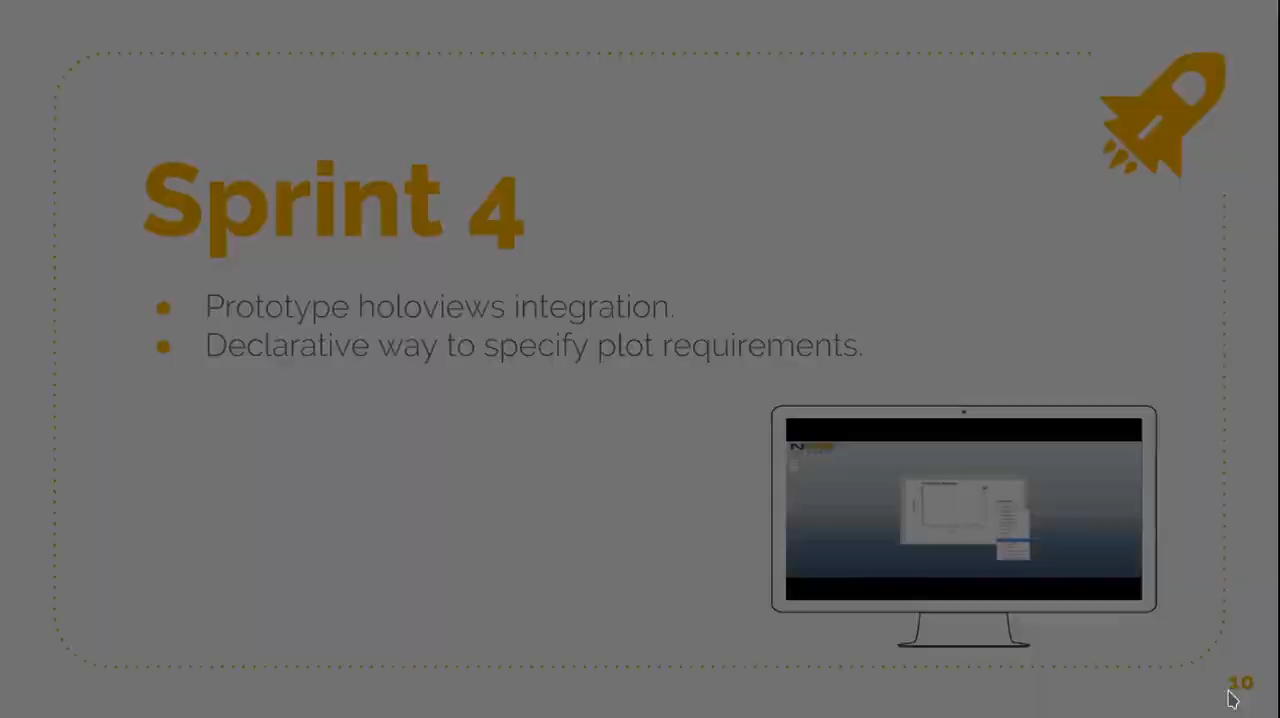 Sprint 4
Prototype holoviews integration.
Declarative way to specify plot requirements.
10